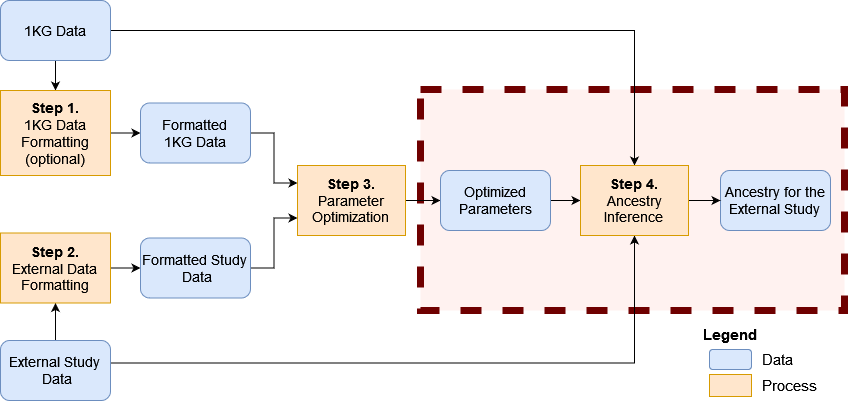 1KG Data
Step 1.
1KG Data
Formatting
(optional)
Formatted
1KG Data
Step 3.
Parameter
Optimization
Optimized
Parameters
Step 4.
Ancestry
Inference
Ancestry for the
External Study
Step 2.
External Data
Formatting
Formatted Study
Data
External Study
Data
Legend
Data
Process